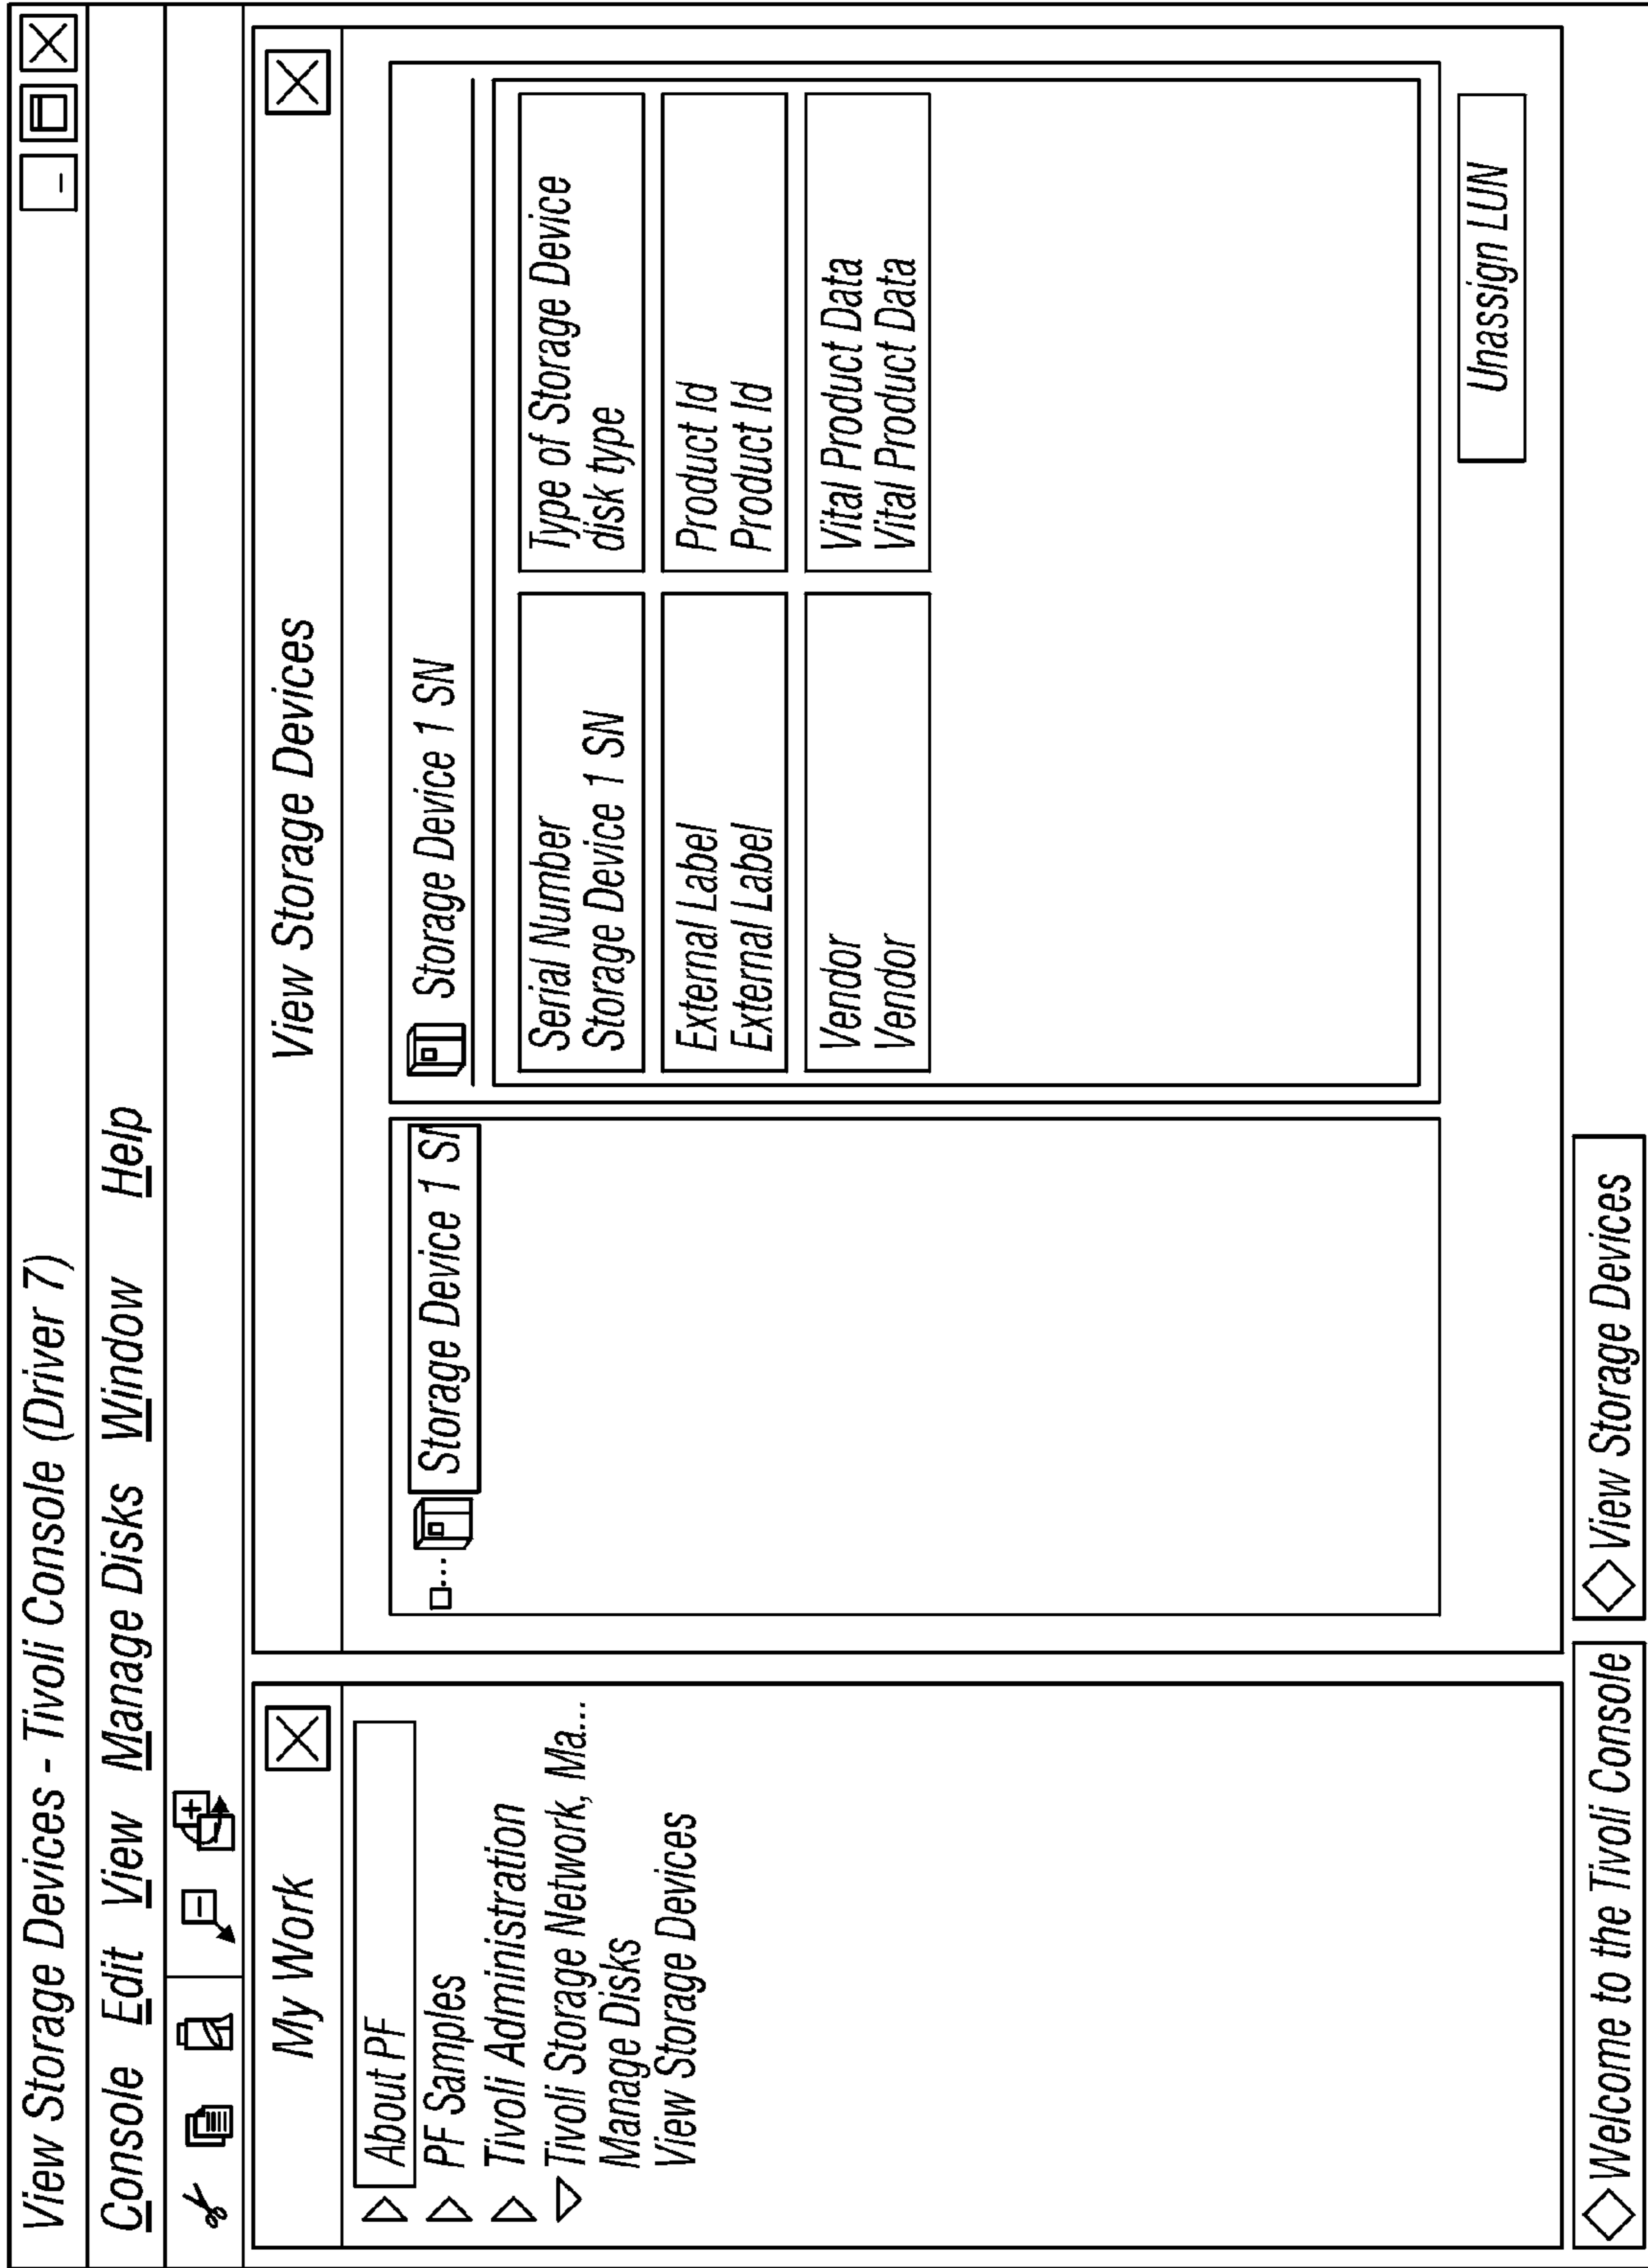 View Storage Devices - Tivoli Console (Driver 7)
Console Edit View Manage Disks Window Help
My Work
About PF
PF Samples
Tivoli Administration
Tivoli Storage Network, Ma...
Manage Disks
View Storage Devices
View Storage Devices
Storage Device 1 SN
Storage Device 1 SN
Serial Number
Storage Device 1 SN
Type of Storage Device
disk type
External Label
External Label
Product Id
Product Id
Vendor
Vendor
Vital Product Data
Vital Product Data
Unassign LUN
Welcome to the Tivoli Console
View Storage Devices